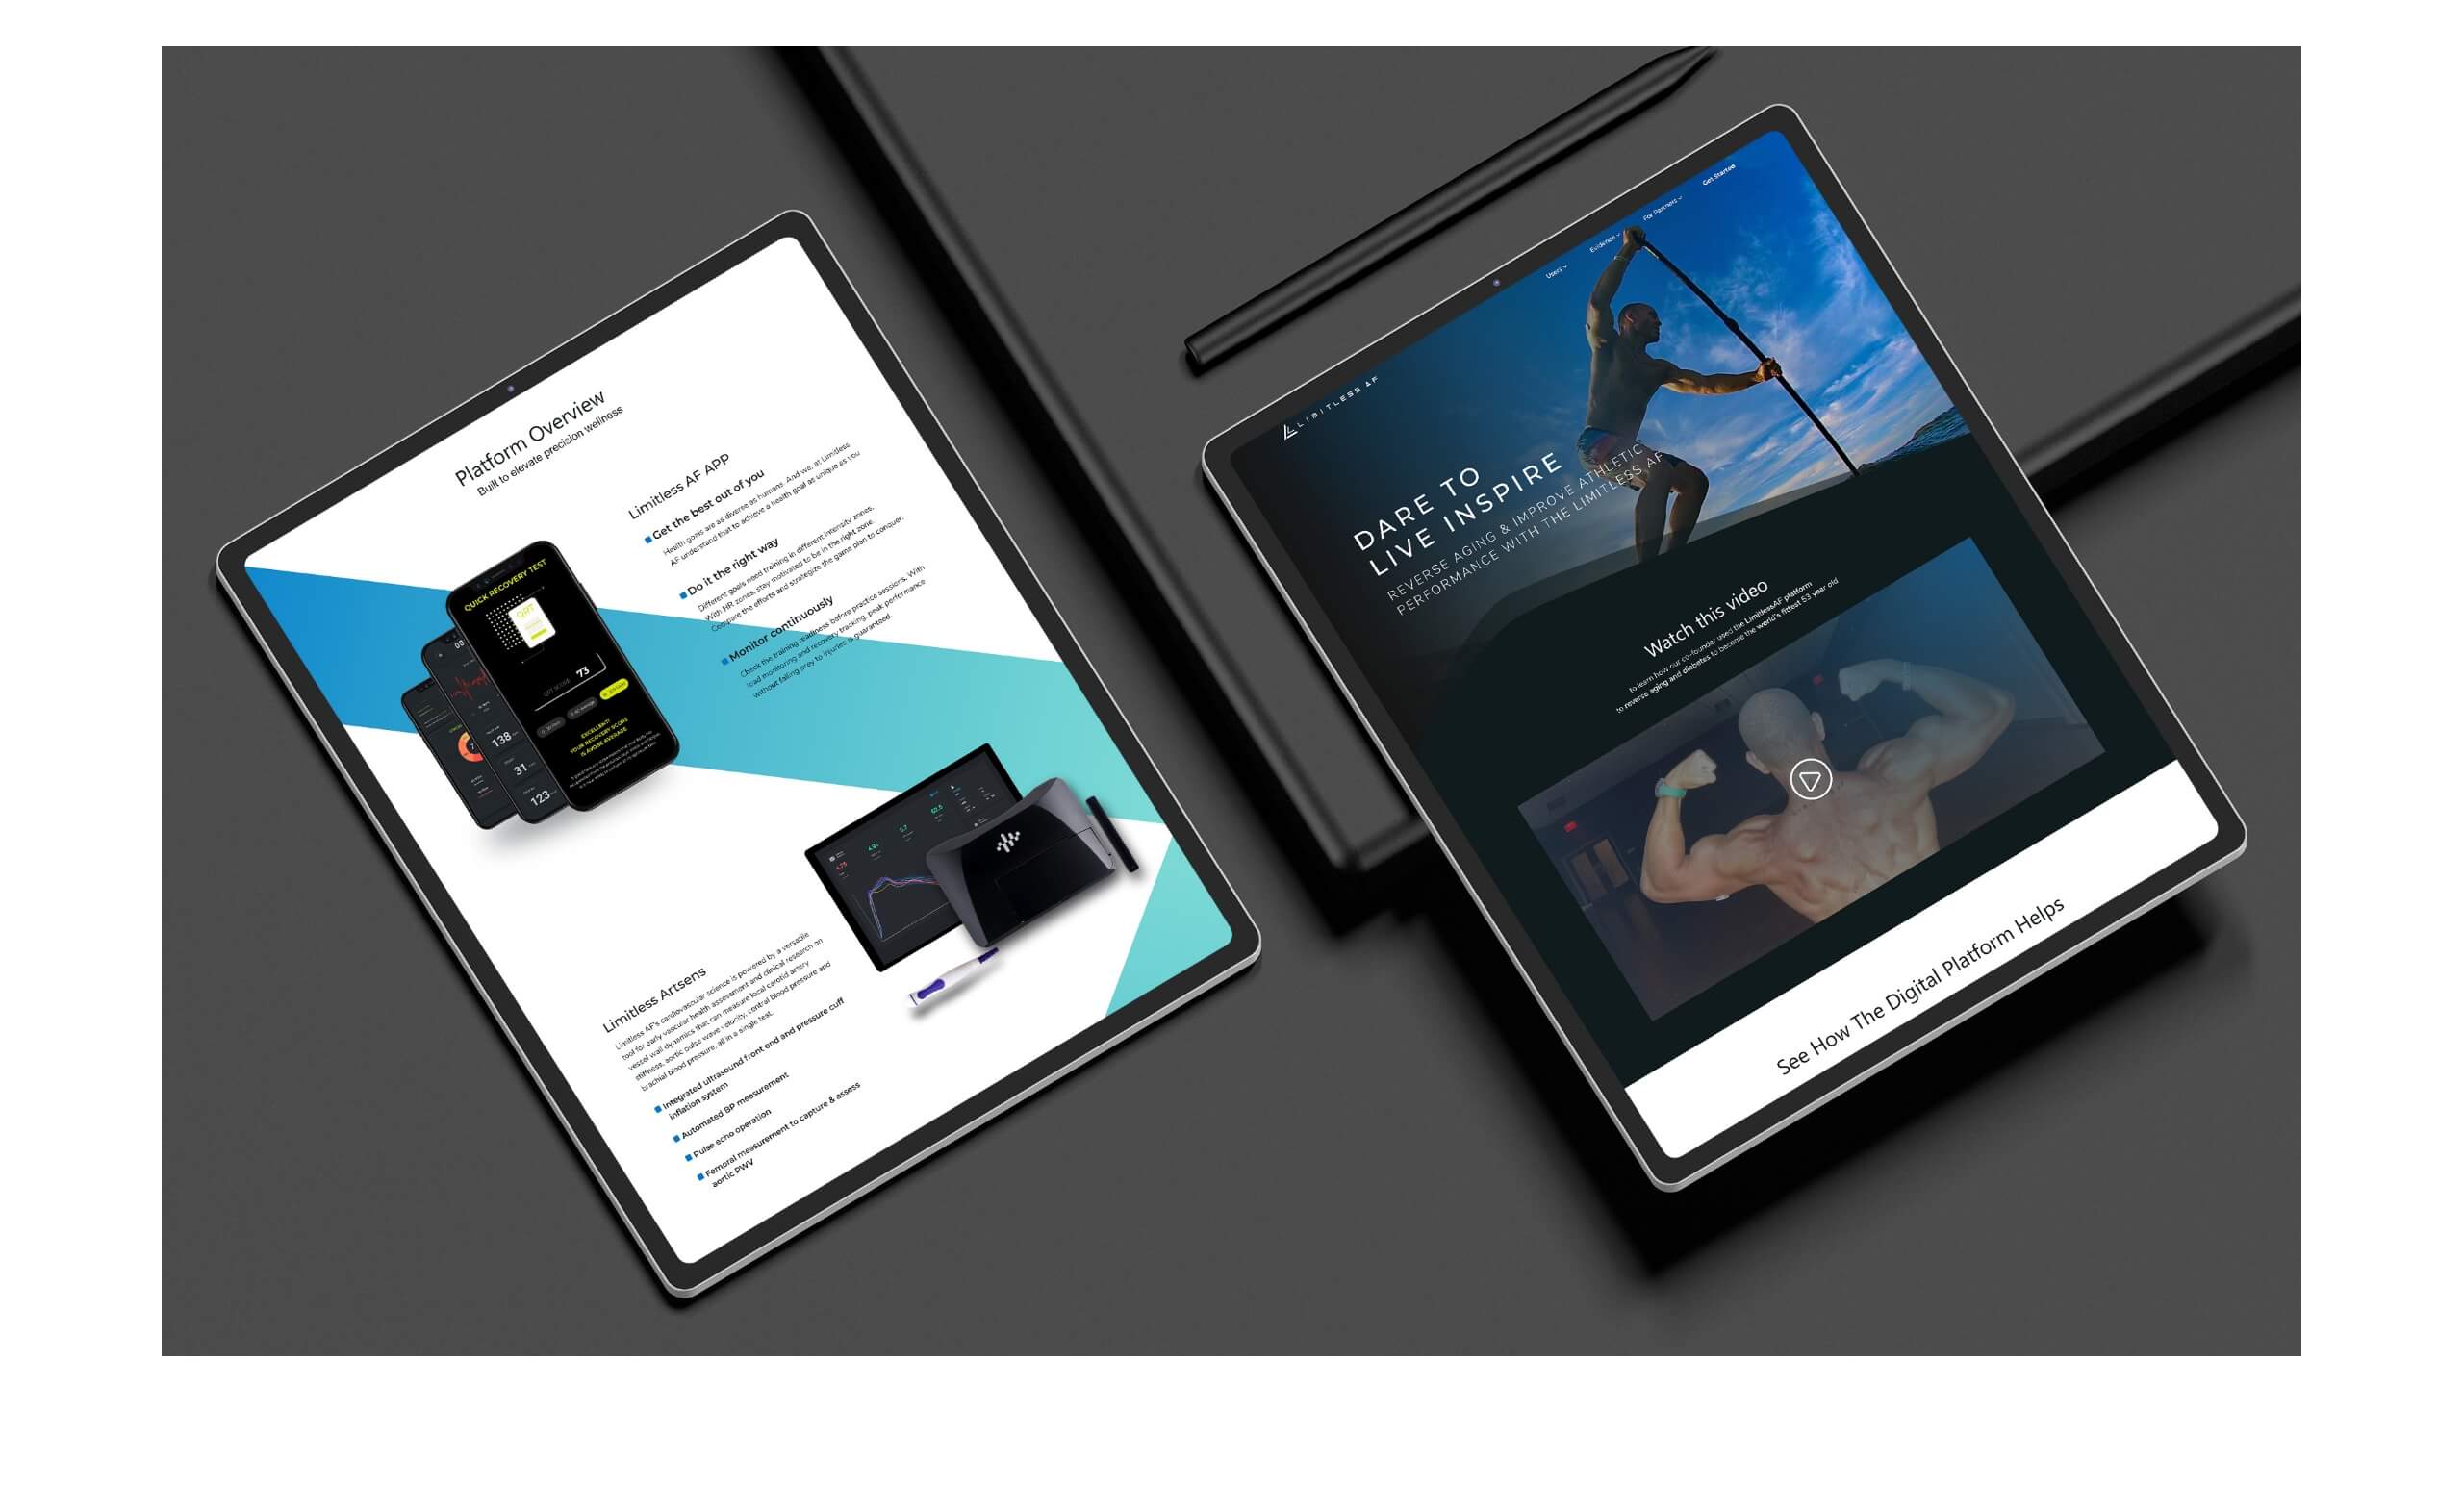 Platform Overview
Built to elevate precision wellness
Limitless AF APP
Get the best out of you
Health goals are as diverse as humans. And we, at Limitless
AF understand that to achieve a health goal as unique as you
Do it the right way
Different goals need training in different intensity zones.
With HR zones, stay motivated to be in the right zone.
Compare the efforts and strategize the game plan to conquer.
Monitor continuously
Check the training readiness before practice sessions. With
load monitoring and recovery tracking, peak performance
without falling prey to injuries is guaranteed.
QUICK RECOVERY TEST
QRT
QRT SCORE 73
EXCELLENT!
YOUR RECOVERY SCORE
IS AVOBE AVERAGE
138
31
123
Limitless Artsens
Limitless AF's cardiovascular science is powered by a versatile
tool for early vascular health assessment and clinical research on
vessel wall dynamics that can measure local carotid artery
stiffness, aortic pulse wave velocity, central blood pressure and
brachial blood pressure, all in a single test.
Integrated ultrasound front end and pressure cuff
inflation system
Automated BP measurement
Pulse echo operation
Femoral measurement to capture & assess
aortic PWV
4.75
4.91
5.7
62.5
LIMITLESS AF
Users
Evidence
For Partners
Get Started
DARE TO
LIVE INSPIRE
REVERSE AGING & IMPROVE ATHLETIC
PERFORMANCE WITH THE LIMITLESS AF
Watch this video
to learn how our co-founder used the LimitlessAF platform
to reverse aging and diabetes to become the world's fittest 53 year old
See How The Digital Platform Helps